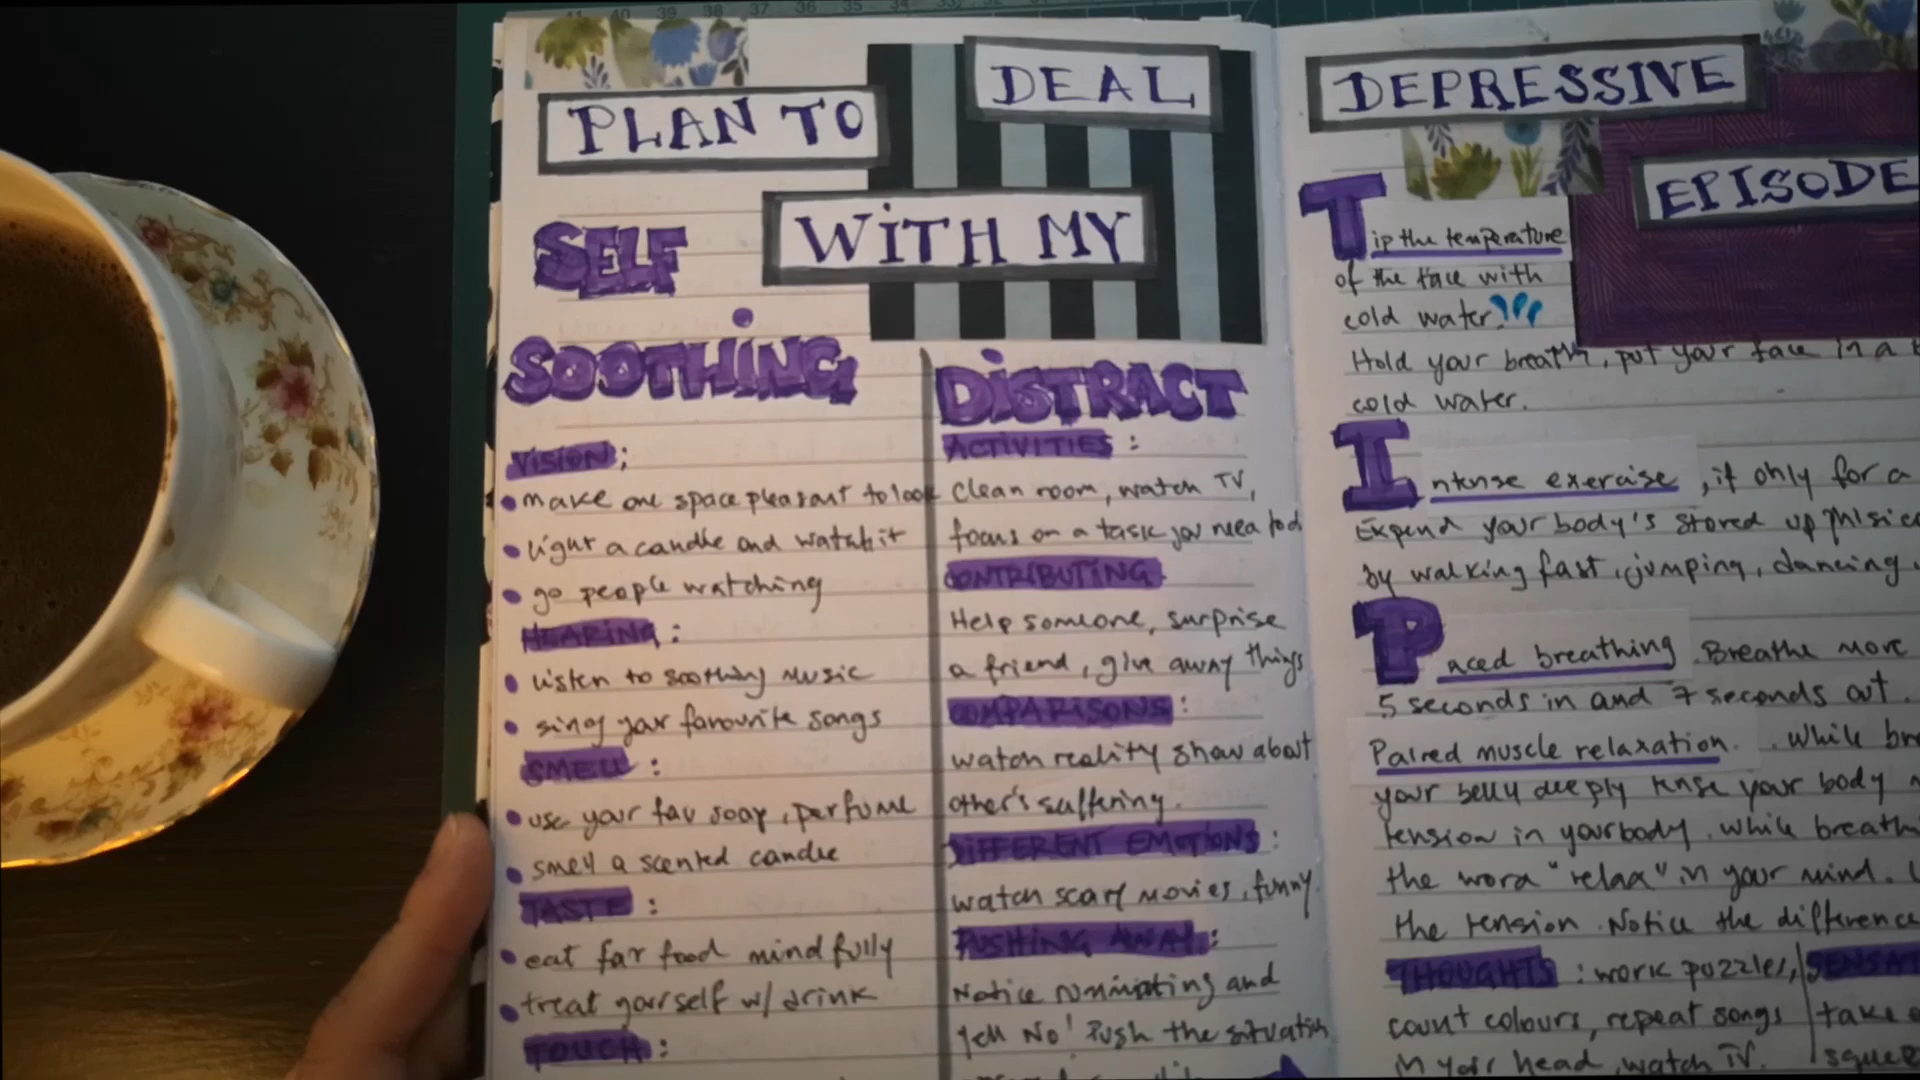 PLAN TO
DEAL
WITH MY
DEPRESSIVE
EPISODE
SELF
SOOTHING
VISION:
make one space pleasant to look
light a candle and watch it
go people watching
HEARING:
listen to soothing music
sing your favourite songs
SMELL:
use your fav soap, perfume
smell a scented candle
TASTE:
eat fav food mindfully
treat yourself w/ drink
TOUCH:
DISTRACT
ACTIVITIES:
Clean room, watch TV,
focus on a task you need to d
CONTRIBUTING
Help someone, surprise
a friend, give away things
COMPARISONS:
watch reality show about
other's suffering.
DIFFERENT EMOTIONS:
watch scary movies, funny
PUSHING AWAY:
Notice ruminating and
yell No! Push the situation
Tip the temperature
of the face with
cold water!
Hold your breath, put your face in a
cold water.
Intense exercise, if only for a
Expend your body's stored up
by walking fast, jumping, dancing,
Paced breathing. Breathe more
5 seconds in and 7 seconds out.
Paired muscle relaxation. While
your belly deeply tense your body
tension in your body. While
the word "relax" in your mind.
the tension. Notice the difference
THOUGHTS: work puzzles,
count colours, repeat songs
in your head, watch TV.
take